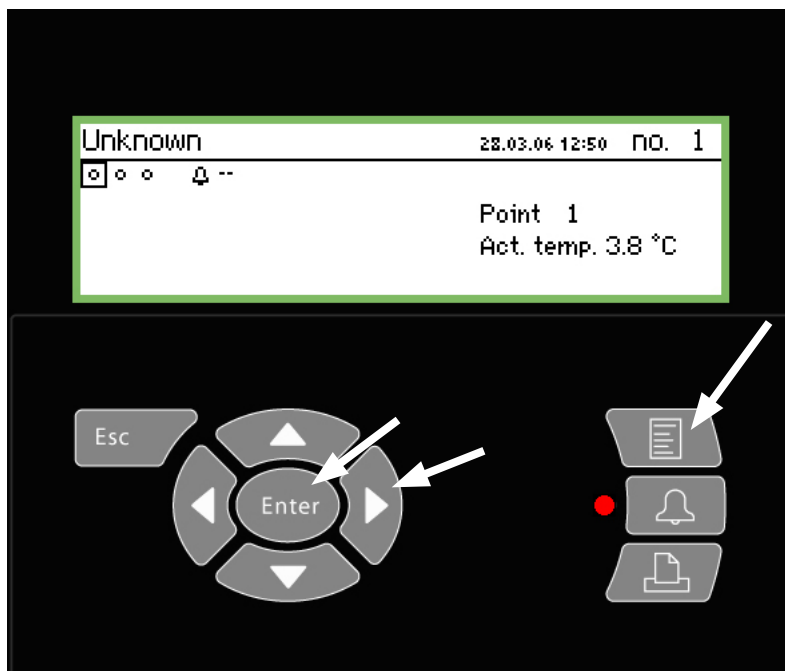 Unknown 28.03.06 12:50 no. 1
--
Point 1
Act. temp. 3.8 °C
Esc
Enter